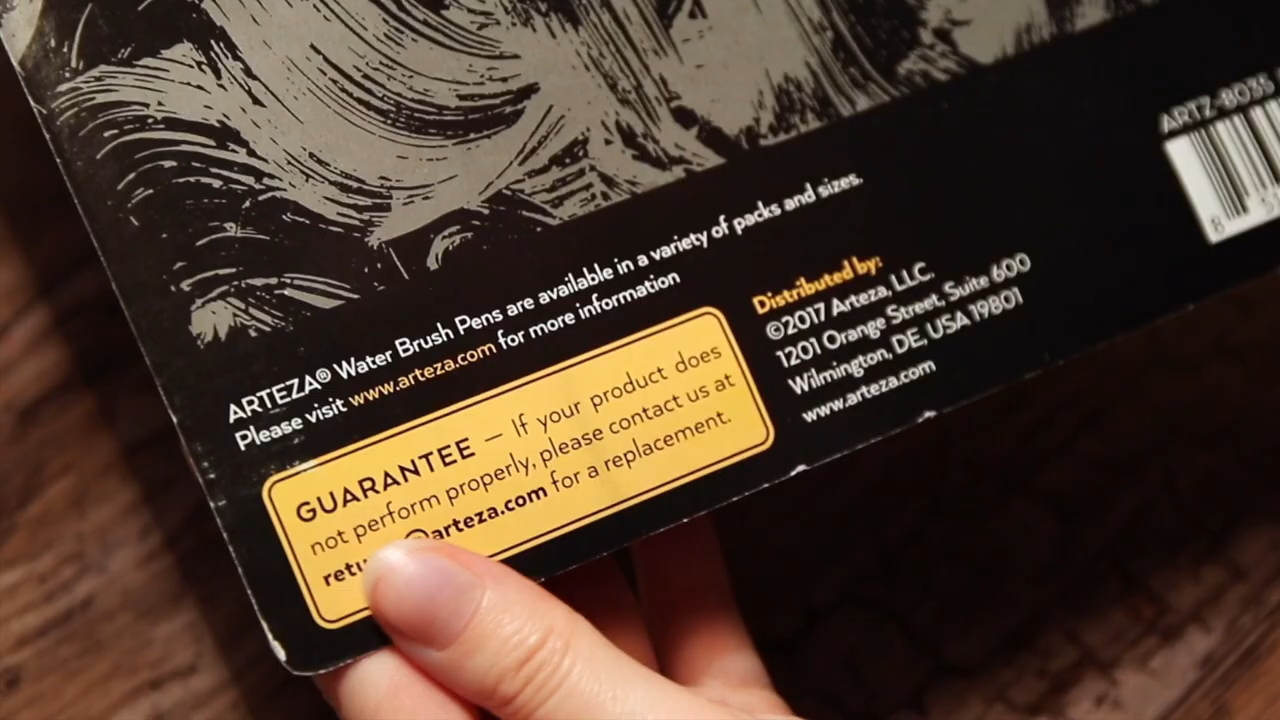 ARTZ-8035
8
ARTEZA® Water Brush Pens are available in a variety of packs and sizes.
Please visit www.arteza.com for more information
GUARANTEE – If your product does
not perform properly, please contact us at
@arteza.com for a replacement.
Distributed by:
©2017 Arteza, LLC.
1201 Orange Street, Suite 600
Wilmington, DE, USA 19801
www.arteza.com